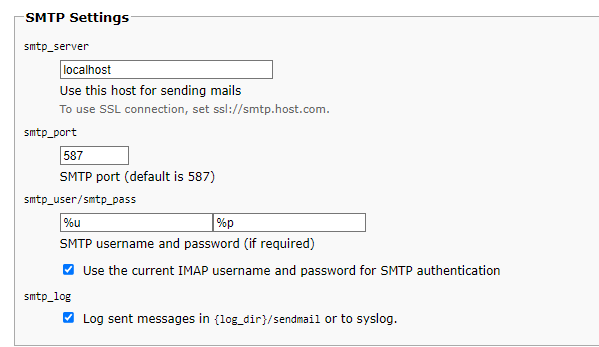 SMTP Settings
smtp_server
localhost
Use this host for sending mails
To use SSL connection, set ssl://smtp.host.com.
smtp_port
587
SMTP port (default is 587)
smtp_user/smtp_pass
%u %p
SMTP username and password (if required)
Use the current IMAP username and password for SMTP authentication
smtp_log
Log sent messages in {log_dir}/sendmail or to syslog.